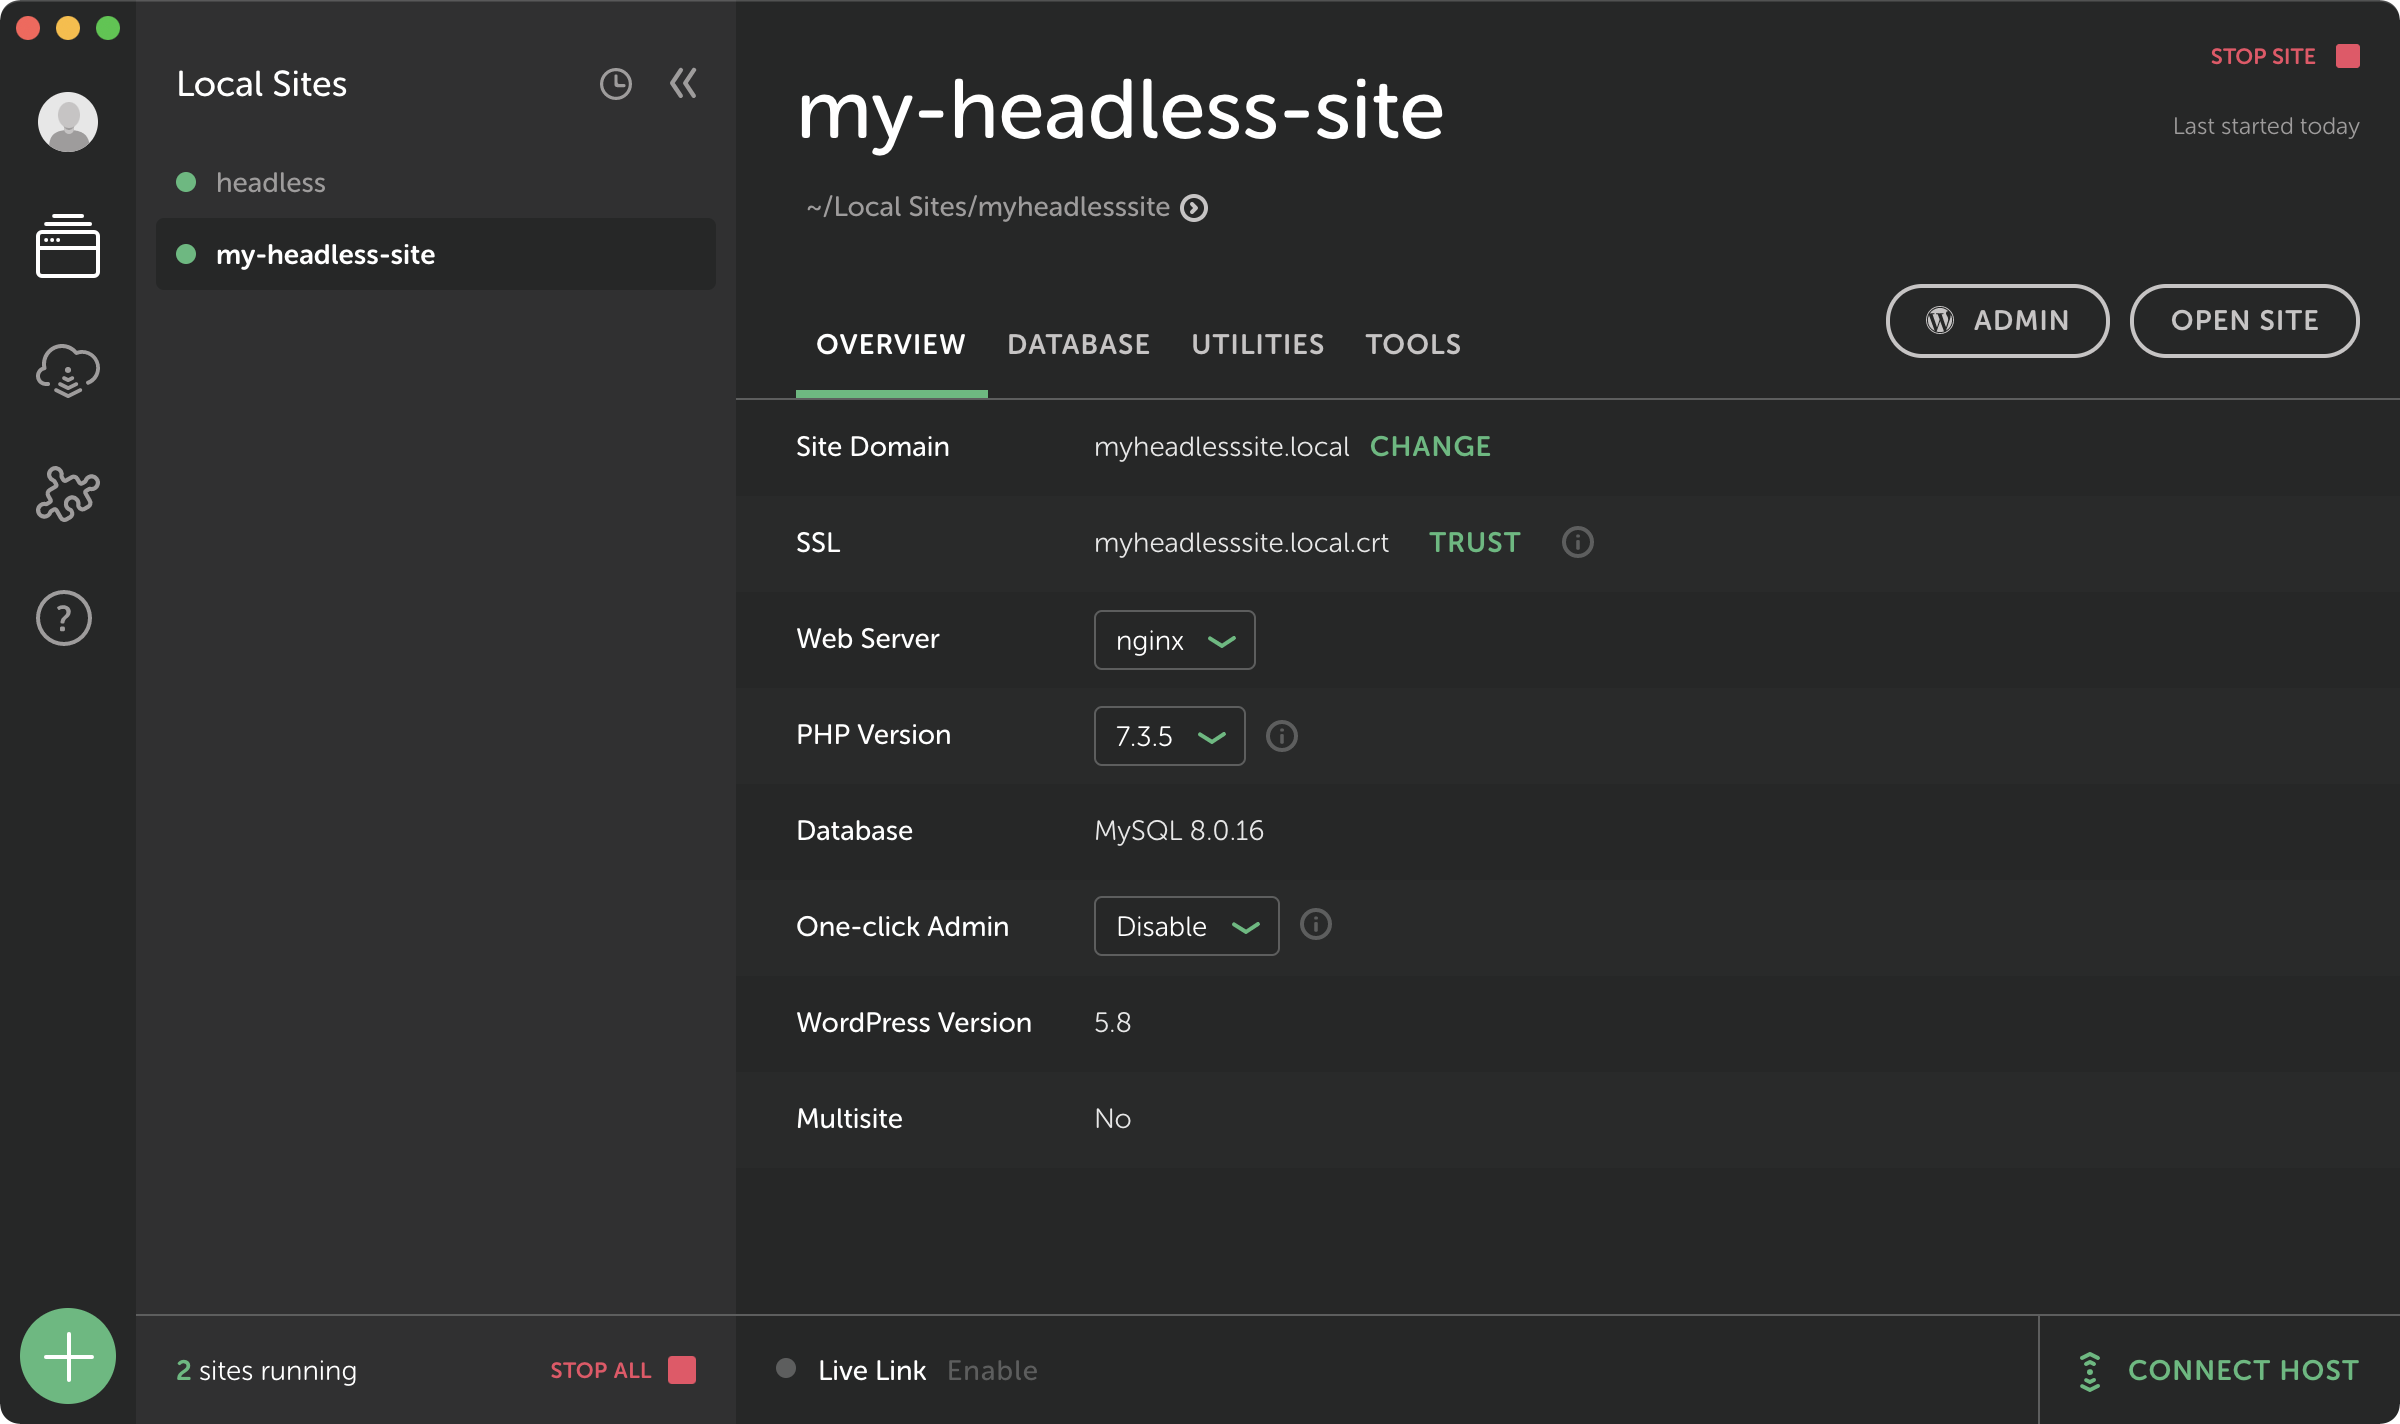 Local Sites
headless
my-headless-site
2 sites running
STOP ALL
my-headless-site
STOP SITE
Last started today
~/Local Sites/myheadlesssite
OVERVIEW DATABASE UTILITIES TOOLS
ADMIN
OPEN SITE
Site Domain myheadlesssite.local CHANGE
SSL myheadlesssite.local.crt TRUST
Web Server nginx
PHP Version 7.3.5
Database MySQL 8.0.16
One-click Admin Disable
WordPress Version 5.8
Multisite No
Live Link Enable
CONNECT HOST